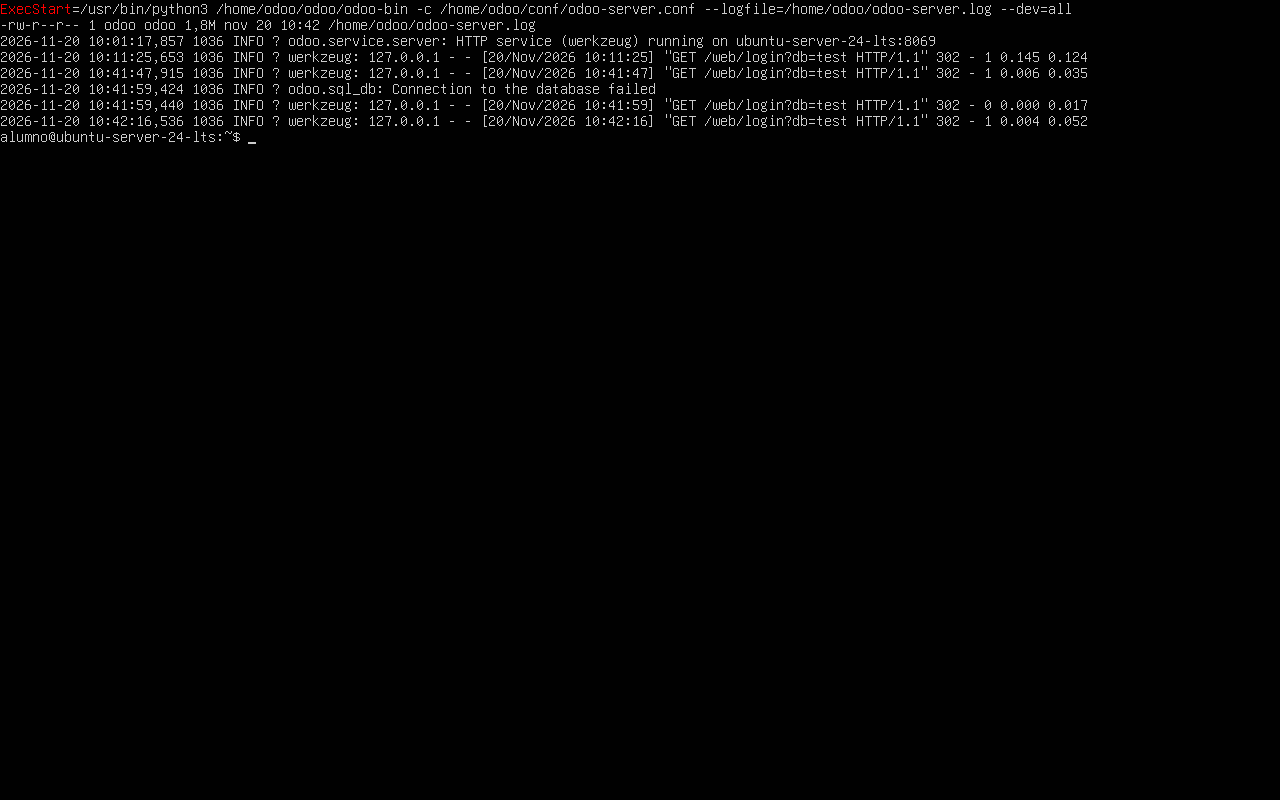 ExecStart=/usr/bin/python3 /home/odoo/odoo/odoo-bin -c /home/odoo/conf/odoo-server.conf --logfile=/home/odoo/odoo-server.log --dev=all
-rw-r--r-- 1 odoo odoo 1,8M nov 20 10:42 /home/odoo/odoo-server.log
2026-11-20 10:01:17,857 1036 INFO ? odoo.service.server: HTTP service (werkzeug) running on ubuntu-server-24-lts:8069
2026-11-20 10:11:25,653 1036 INFO ? werkzeug: 127.0.0.1 - - [20/Nov/2026 10:11:25] "GET /web/login?db=test HTTP/1.1" 302 - 1 0.145 0.124
2026-11-20 10:41:47,915 1036 INFO ? werkzeug: 127.0.0.1 - - [20/Nov/2026 10:41:47] "GET /web/login?db=test HTTP/1.1" 302 - 1 0.006 0.035
2026-11-20 10:41:59,424 1036 INFO ? odoo.sql_db: Connection to the database failed
2026-11-20 10:41:59,440 1036 INFO ? werkzeug: 127.0.0.1 - - [20/Nov/2026 10:41:59] "GET /web/login?db=test HTTP/1.1" 302 - 0 0.000 0.017
2026-11-20 10:42:16,536 1036 INFO ? werkzeug: 127.0.0.1 - - [20/Nov/2026 10:42:16] "GET /web/login?db=test HTTP/1.1" 302 - 1 0.004 0.052
alumno@ubuntu-server-24-lts:~$ _